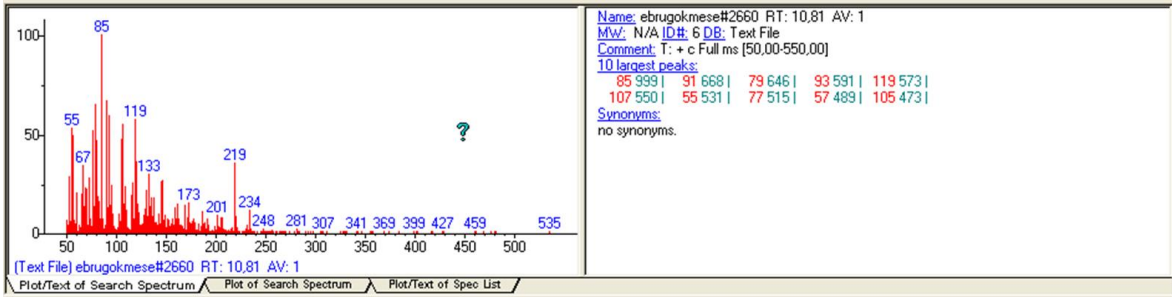 100
85
119
55
50
67
219
133
173
201
234
248 281 307 341 369 399 427 459 535
0
50 100 150 200 250 300 350 400 450 500
?
(Text File) ebrugokmese#2660 RT: 10,81 AV: 1
Plot/Text of Search Spectrum Plot of Search Spectrum Plot/Text of Spec List
Name: ebrugokmese#2660 RT: 10,81 AV: 1
MW: N/A ID#: 6 DB: Text File
Comment: T: + c Full ms [50,00-550,00]
10 largest peaks:
85 999 | 91 668 | 79 646 | 93 591 | 119 573 |
107 550 | 55 531 | 77 515 | 57 489 | 105 473 |
Synonyms:
no synonyms.